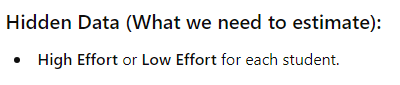 Hidden Data (What we need to estimate):
• High Effort or Low Effort for each student.